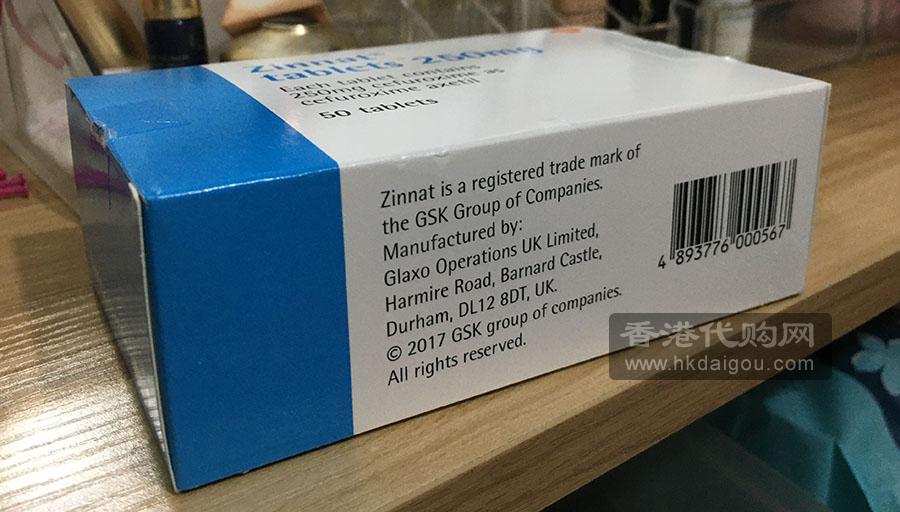 Zinnat
tablets 250mg
Each tablet contains
250mg cefuroxime as
cefuroxime axetil
50 tablets
Zinnat is a registered trade mark of
the GSK Group of Companies.
Manufactured by:
Glaxo Operations UK Limited,
Harmire Road, Barnard Castle,
Durham, DL12 8DT, UK.
© 2017 GSK group of companies.
All rights reserved.
4 893776 000567
香港代购网
www.hkdaigou.com